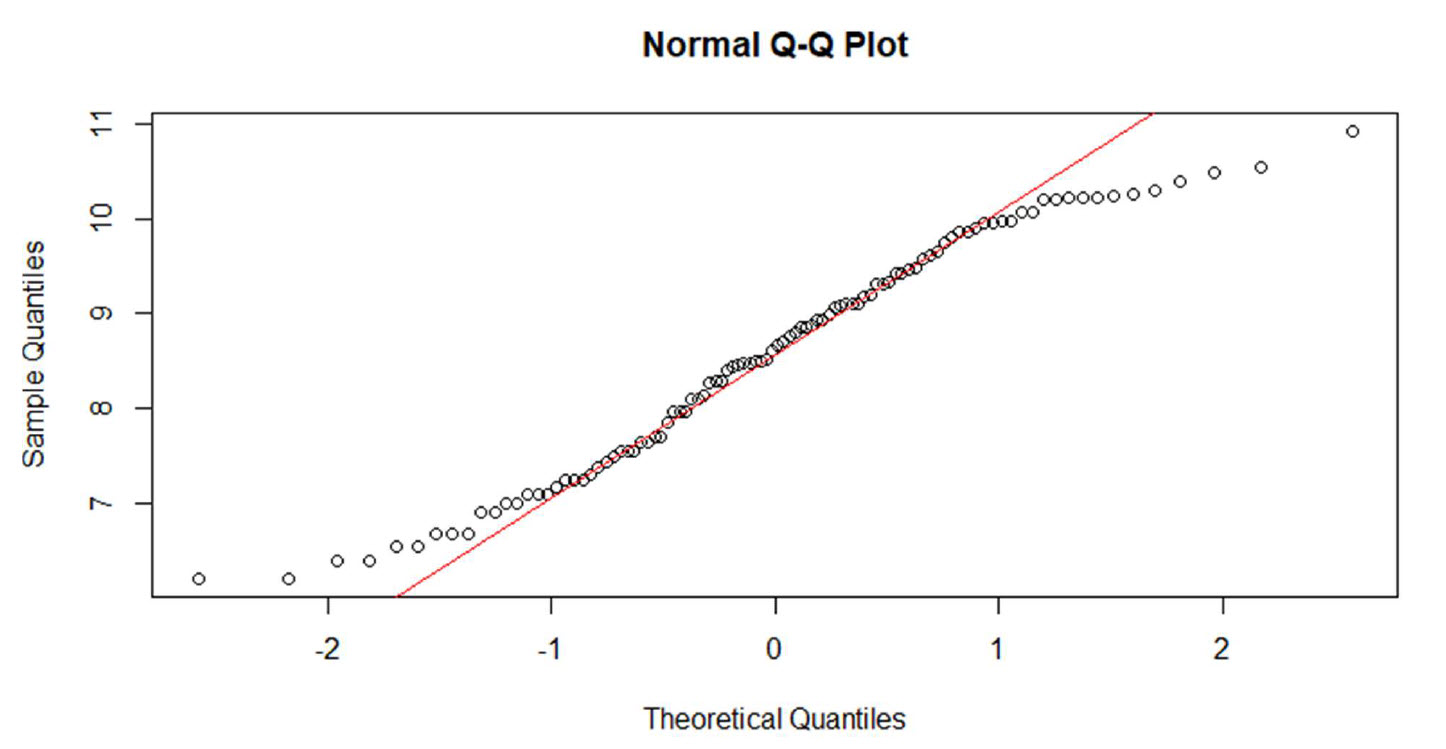 Normal Q-Q Plot
11
10
9
8
7
Sample Quantiles
-2 -1 0 1 2
Theoretical Quantiles